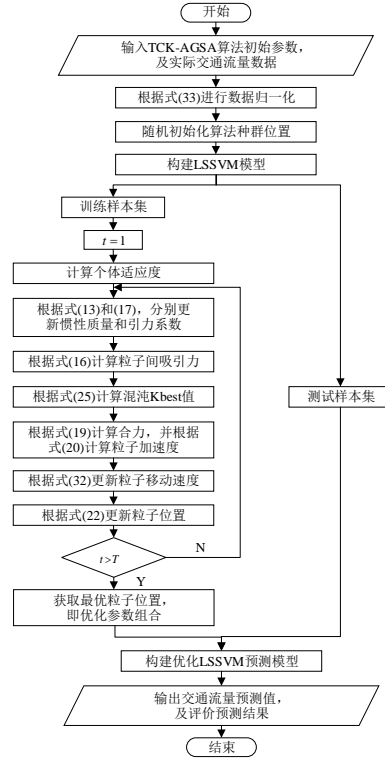 开始
输入TCK-AGSA算法初始参数,
及实际交通流量数据
根据式(33)进行数据归一化
随机初始化算法种群位置
构建LSSVM模型
训练样本集
t = 1
计算个体适应度
根据式(13)和(17)，分别更
新惯性质量和引力系数
根据式(16)计算粒子间吸引力
根据式(25)计算混沌Kbest值
测试样本集
根据式(19)计算合力，并根据
式(20)计算粒子加速度
根据式(32)更新粒子移动速度
根据式(22)更新粒子位置
t>T
N
Y
获取最优粒子位置，
即优化参数组合
构建优化LSSVM预测模型
输出交通流量预测值，
及评价预测结果
结束